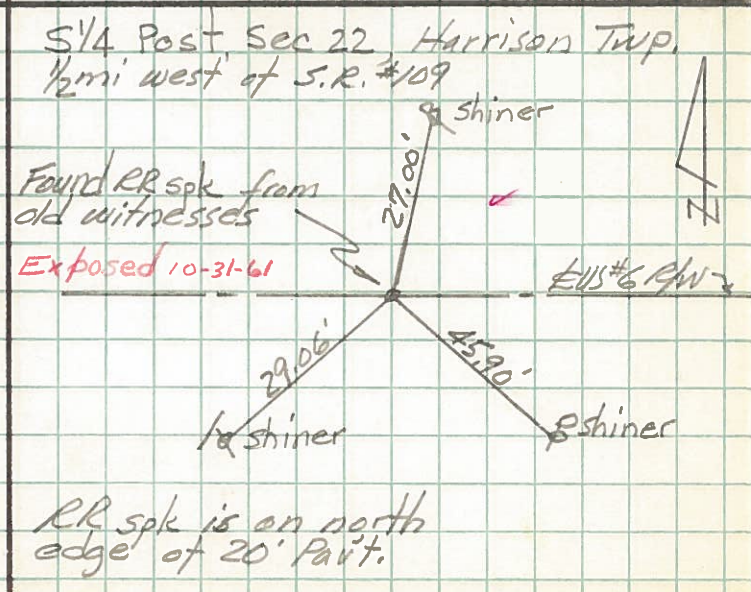 S 1/4 Post, Sec 22, Harrison Twp.
1/2 mi west of S.R. #109
shiner
27.00'
Found RR spk from
old witnesses
N
Exposed 10-31-61
℄ US #6 R/W
29.06'
45.90'
shiner
shiner
RR spk is on north
edge of 20' Pav't.